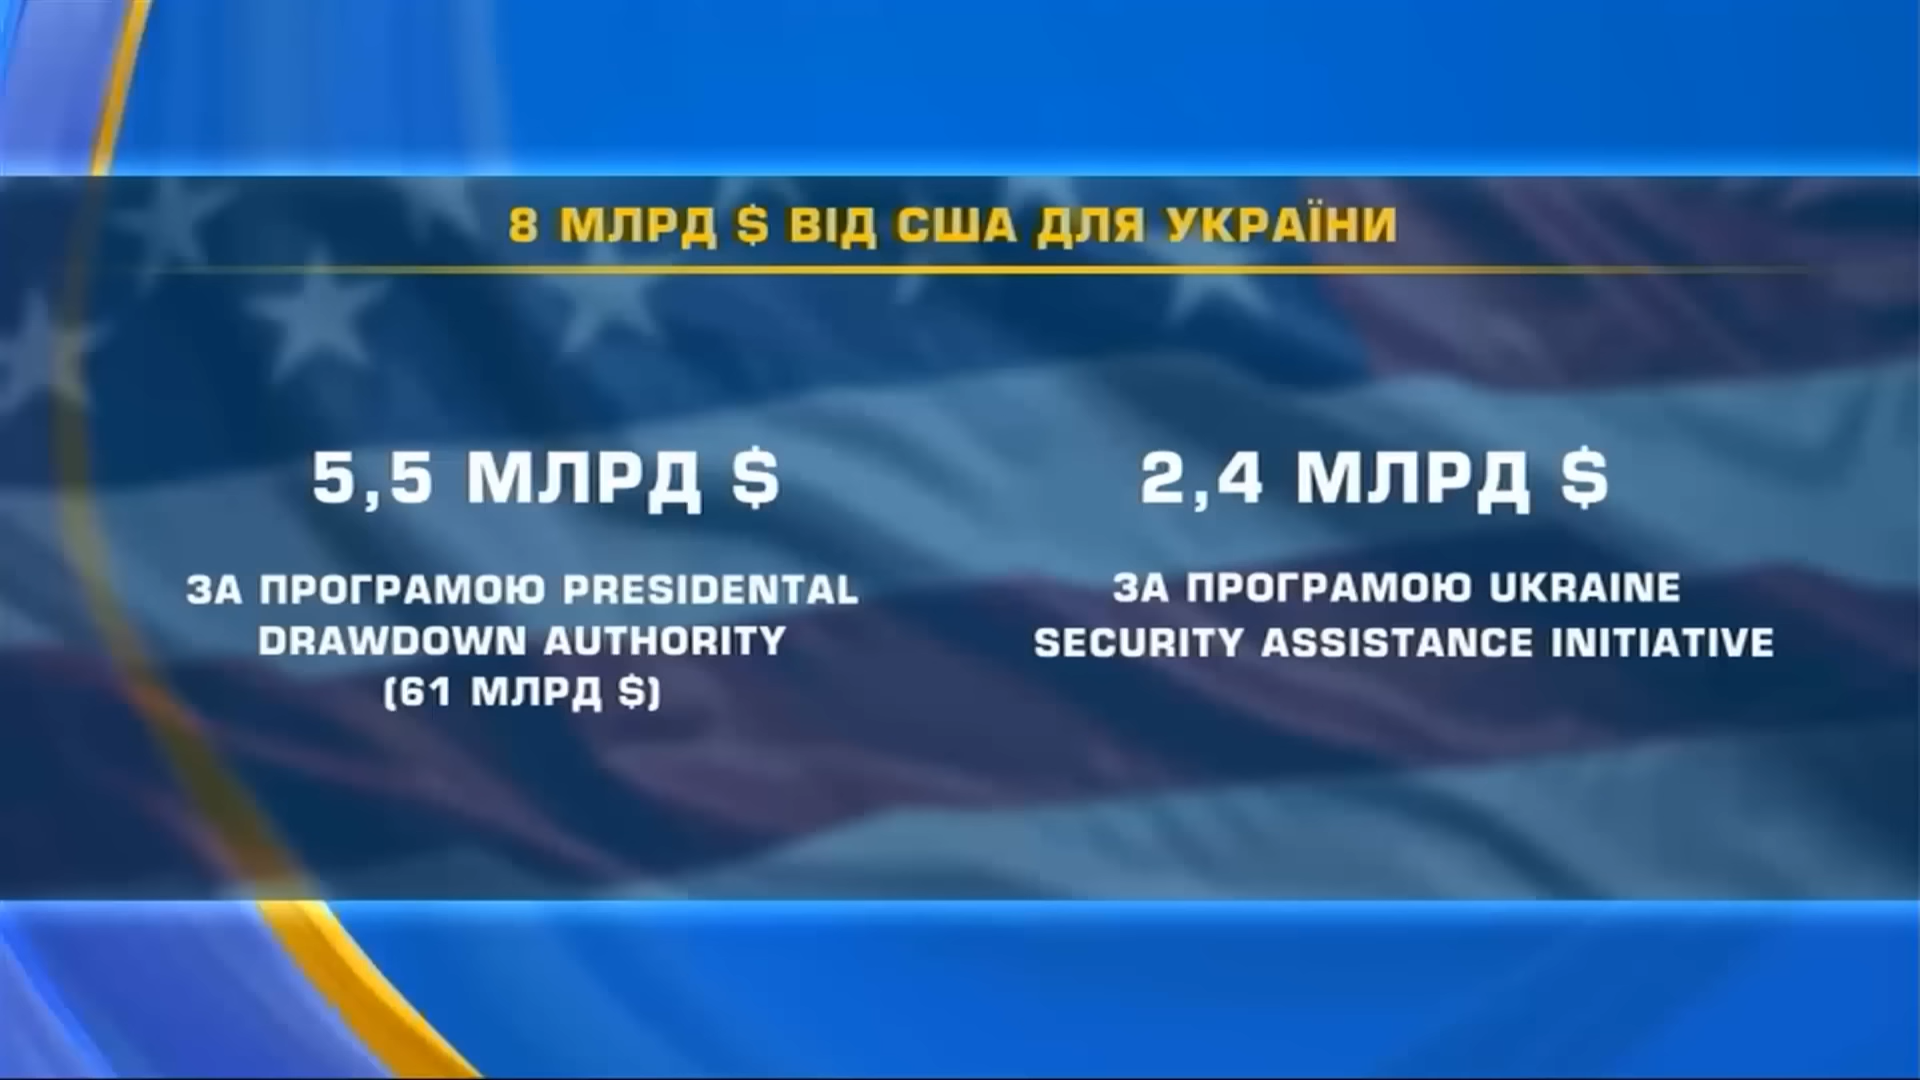 8 МЛРД $ ВІД США ДЛЯ УКРАЇНИ
5,5 МЛРД $
ЗА ПРОГРАМОЮ PRESIDENTAL
DRAWDOWN AUTHORITY
(61 МЛРД $)
2,4 МЛРД $
ЗА ПРОГРАМОЮ UKRAINE
SECURITY ASSISTANCE INITIATIVE